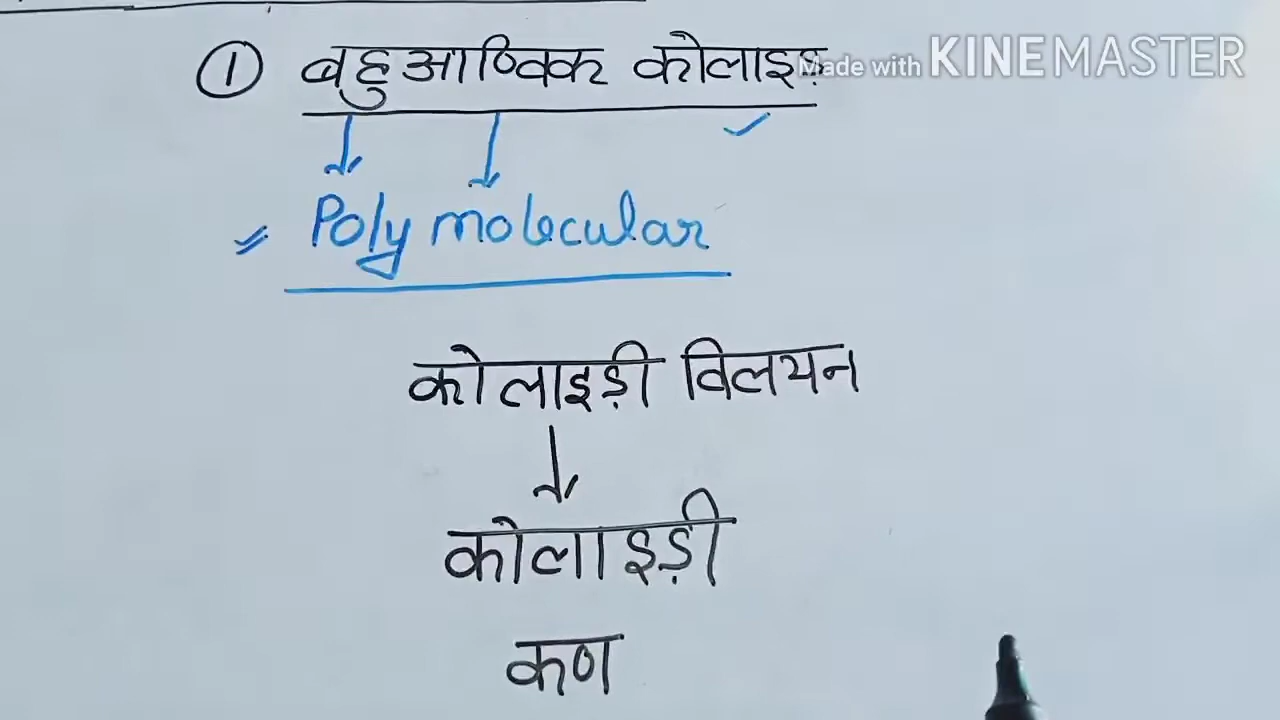 ① बहुआण्विक कोलाइड़
Made with KINEMASTER
Poly molecular
कोलाइड़ी विलयन
कोलाइड़ी
कण